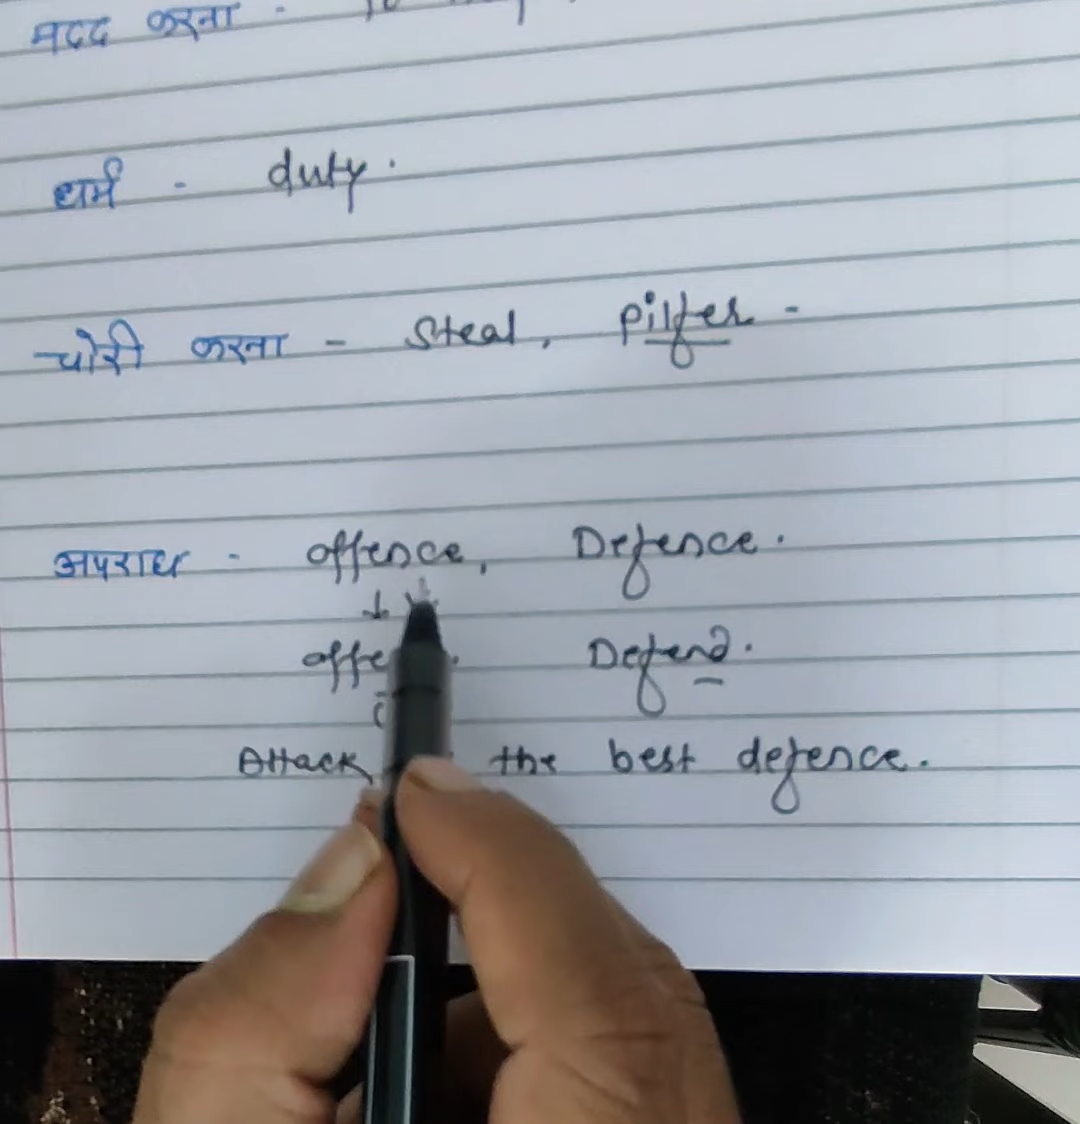 मदद करना -
धर्म - duty.
चोरी करना - Steal, Pilfer -
अपराध - offence, Defence.
Defend.
Attack the best defence.